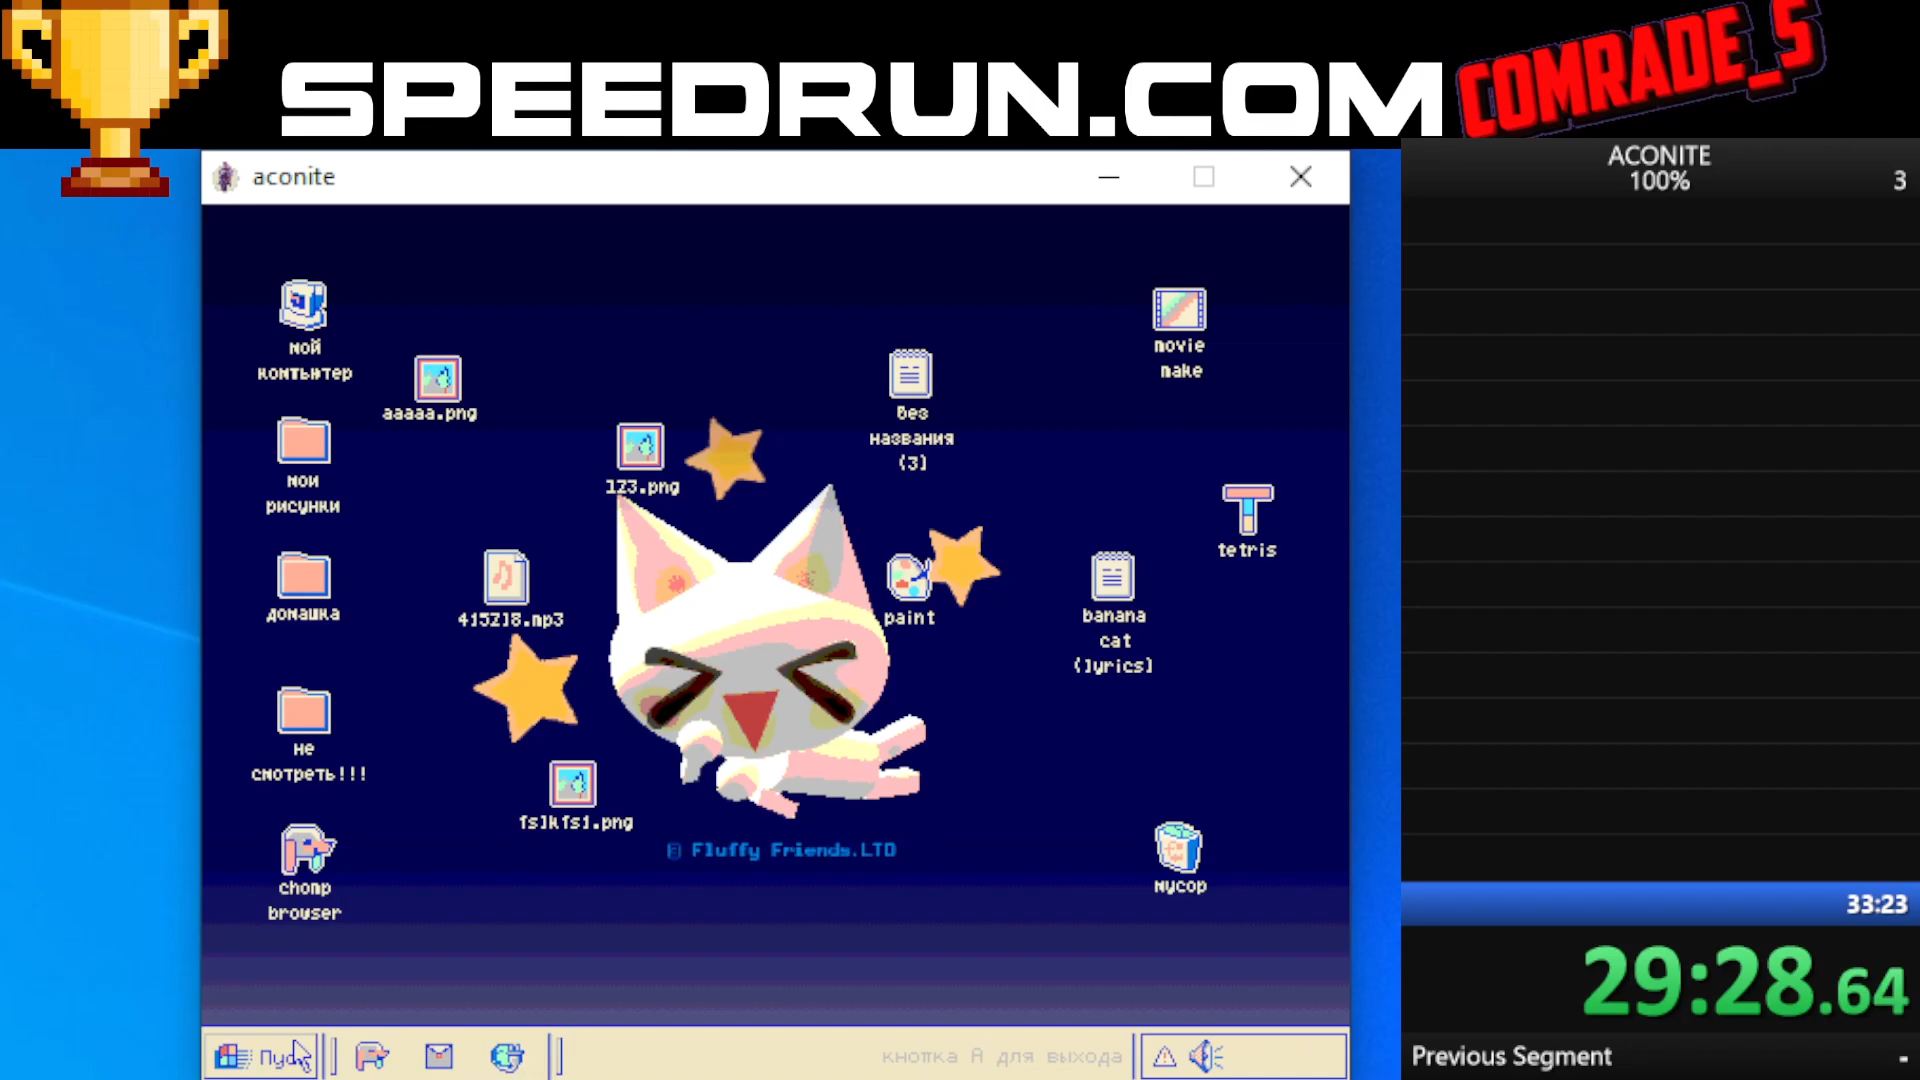 SPEEDRUN.COM
COMRADE_S
aconite
ACONITE
100%
3
мой
компьютер
aaaaa.png
без
названия
(3)
movie
make
мои
рисунки
123.png
tetris
домашка
415218.mp3
paint
banana
cat
(lyrics)
не
смотреть!!!
fslkfsl.png
© Fluffy Friends.LTD
chomp
browser
мусор
33:23
29:28.64
кнопка А для выхода
Previous Segment
-